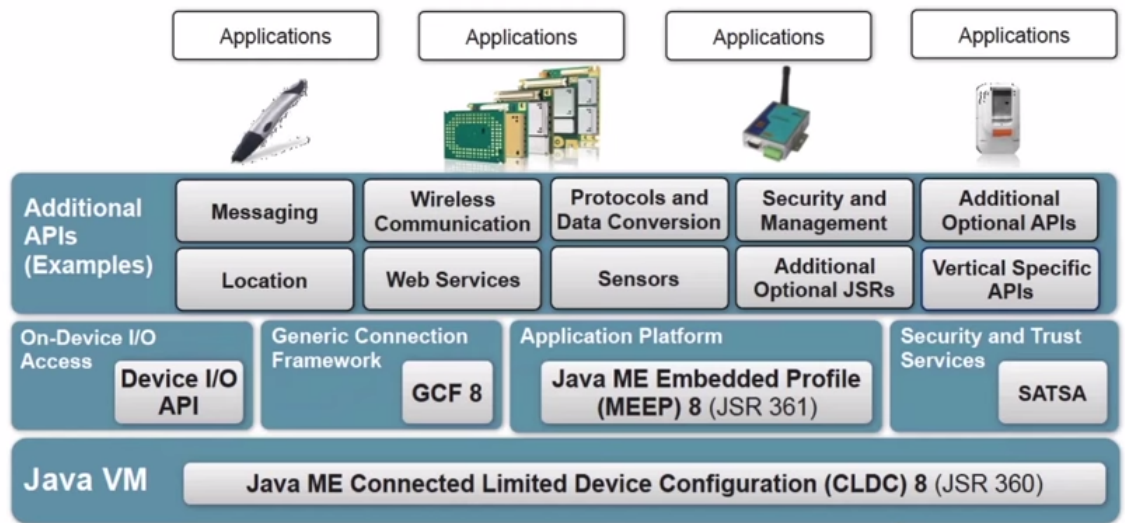 Applications
Applications
Applications
Applications
Additional
APIs
(Examples)
Messaging
Wireless
Communication
Protocols and
Data Conversion
Security and
Management
Additional
Optional APIs
Location
Web Services
Sensors
Additional
Optional JSRs
Vertical Specific
APIs
On-Device I/O
Access
Device I/O
API
Generic Connection
Framework
GCF 8
Application Platform
Java ME Embedded Profile
(MEEP) 8 (JSR 361)
Security and Trust
Services
SATSA
Java VM
Java ME Connected Limited Device Configuration (CLDC) 8 (JSR 360)